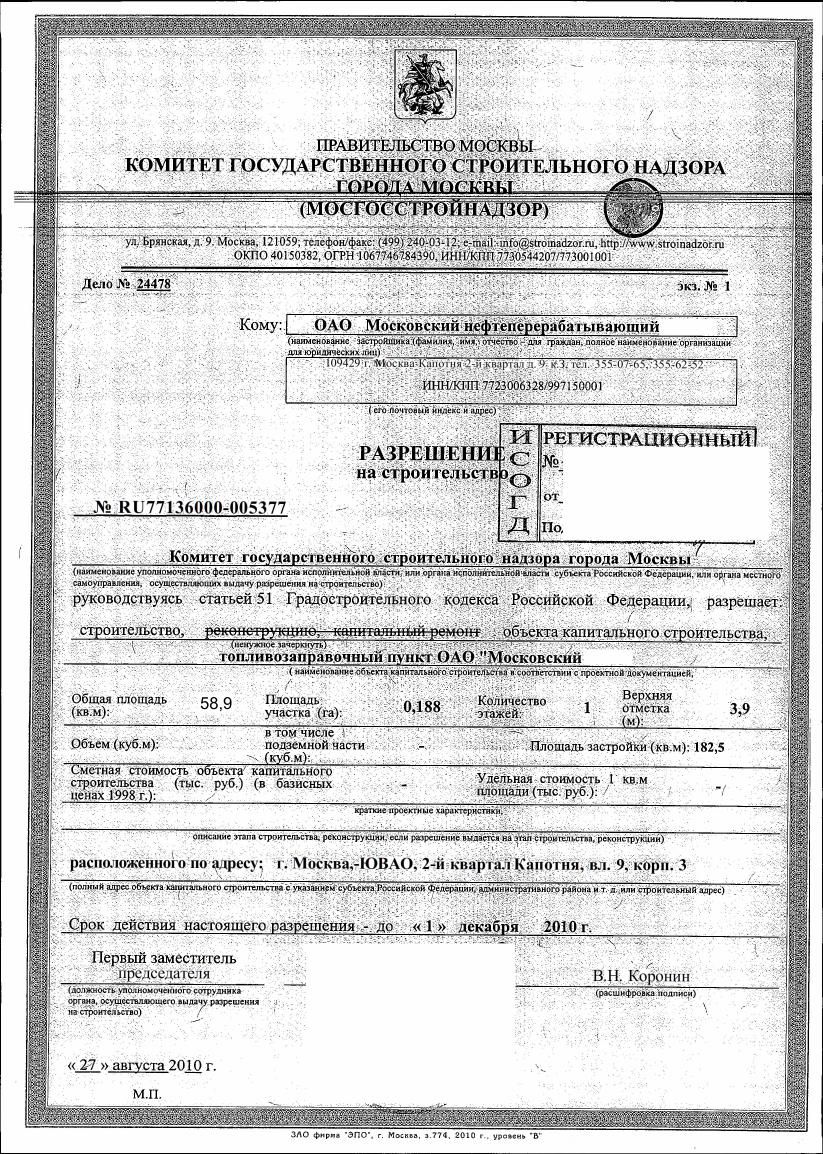 ПРАВИТЕЛЬСТВО МОСКВЫ
КОМИТЕТ ГОСУДАРСТВЕННОГО СТРОИТЕЛЬНОГО НАДЗОРА
ГОРОДА МОСКВЫ
(МОСГОССТРОЙНАДЗОР)
ул. Брянская, д. 9. Москва, 121059; телефон/факс: (499) 240-03-12; e-mail: info@stroinadzor.ru, http://www.stroinadzor.ru
ОКПО 40150382, ОГРН 1067746784390, ИНН/КПП 7730544207/773001001
Дело № 24478 экз. № 1
Кому: ОАО Московский нефтеперерабатывающий
(наименование застройщика (фамилия, имя, отчество – для граждан, полное наименование организации
для юридических лиц)
109429 г. Москва Капотня 2-й квартал д. 9. к.3, тел. 355-07-65, 355-62-52
ИНН/КПП 7723006328/997150001
( его почтовый индекс и адрес)
РАЗРЕШЕНИЕ
на строительство
ИСОГД
РЕГИСТРАЦИОННЫЙ
№
от
По
№ RU77136000-005377
Комитет государственного строительного надзора города Москвы
(наименование уполномоченного федерального органа исполнительной власти, или органа исполнительной власти субъекта Российской Федерации, или органа местного
самоуправления, осуществляющих выдачу разрешения на строительство)
руководствуясь статьей 51 Градостроительного кодекса Российской Федерации, разрешает:
строительство, реконструкцию, капитальный ремонт объекта капитального строительства,
(ненужное зачеркнуть)
топливозаправочный пункт ОАО "Московский
( наименование объекта капитального строительства в соответствии с проектной документацией,
Общая площадь (кв.м): 58,9 Площадь участка (га): 0,188 Количество этажей: 1 Верхняя отметка (м): 3,9
Объем (куб.м): в том числе подземной части (куб.м): - Площадь застройки (кв.м): 182,5
Сметная стоимость объекта капитального строительства (тыс. руб.) (в базисных ценах 1998 г.): - Удельная стоимость 1 кв.м площади (тыс. руб.): -
краткие проектные характеристики,
описание этапа строительства, реконструкции, если разрешение выдается на этап строительства, реконструкции)
расположенного по адресу: г. Москва,-ЮВАО, 2-й квартал Капотня, вл. 9, корп. 3
(полный адрес объекта капитального строительства с указанием субъекта Российской Федерации, административного района и т. д. или строительный адрес)
Срок действия настоящего разрешения - до « 1 » декабря 2010 г.
Первый заместитель
председателя
В.Н. Коронин
(должность уполномоченного сотрудника
органа, осуществляющего выдачу разрешения
на строительство)
(расшифровка подписи)
« 27 » августа 2010 г.
М.П.
ЗАО фирма "ЭПО", г. Москва, з.774, 2010 г., уровень "В"